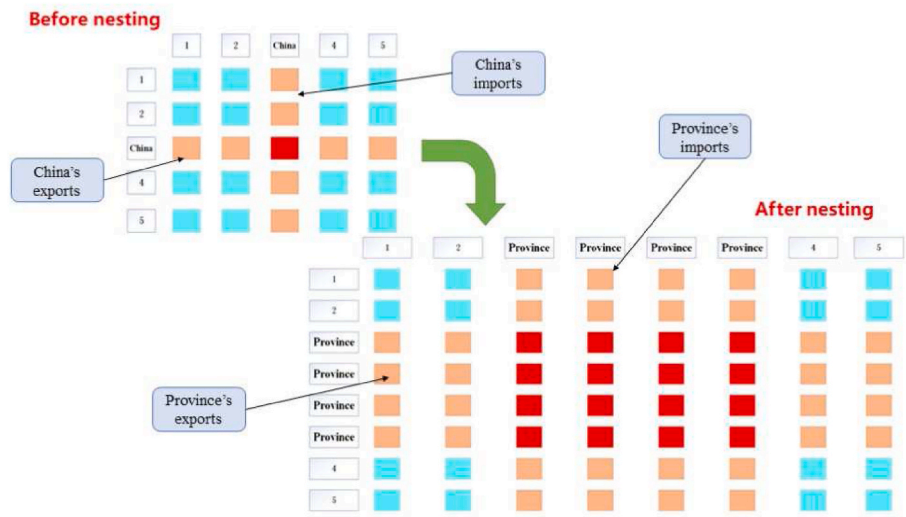 Before nesting
1 2 China 4 5
China's
imports
1
2
China
4
5
China's
exports
Province's
imports
After nesting
1 2 Province Province Province Province 4 5
1
2
Province
Province
Province
Province
4
5
Province's
exports